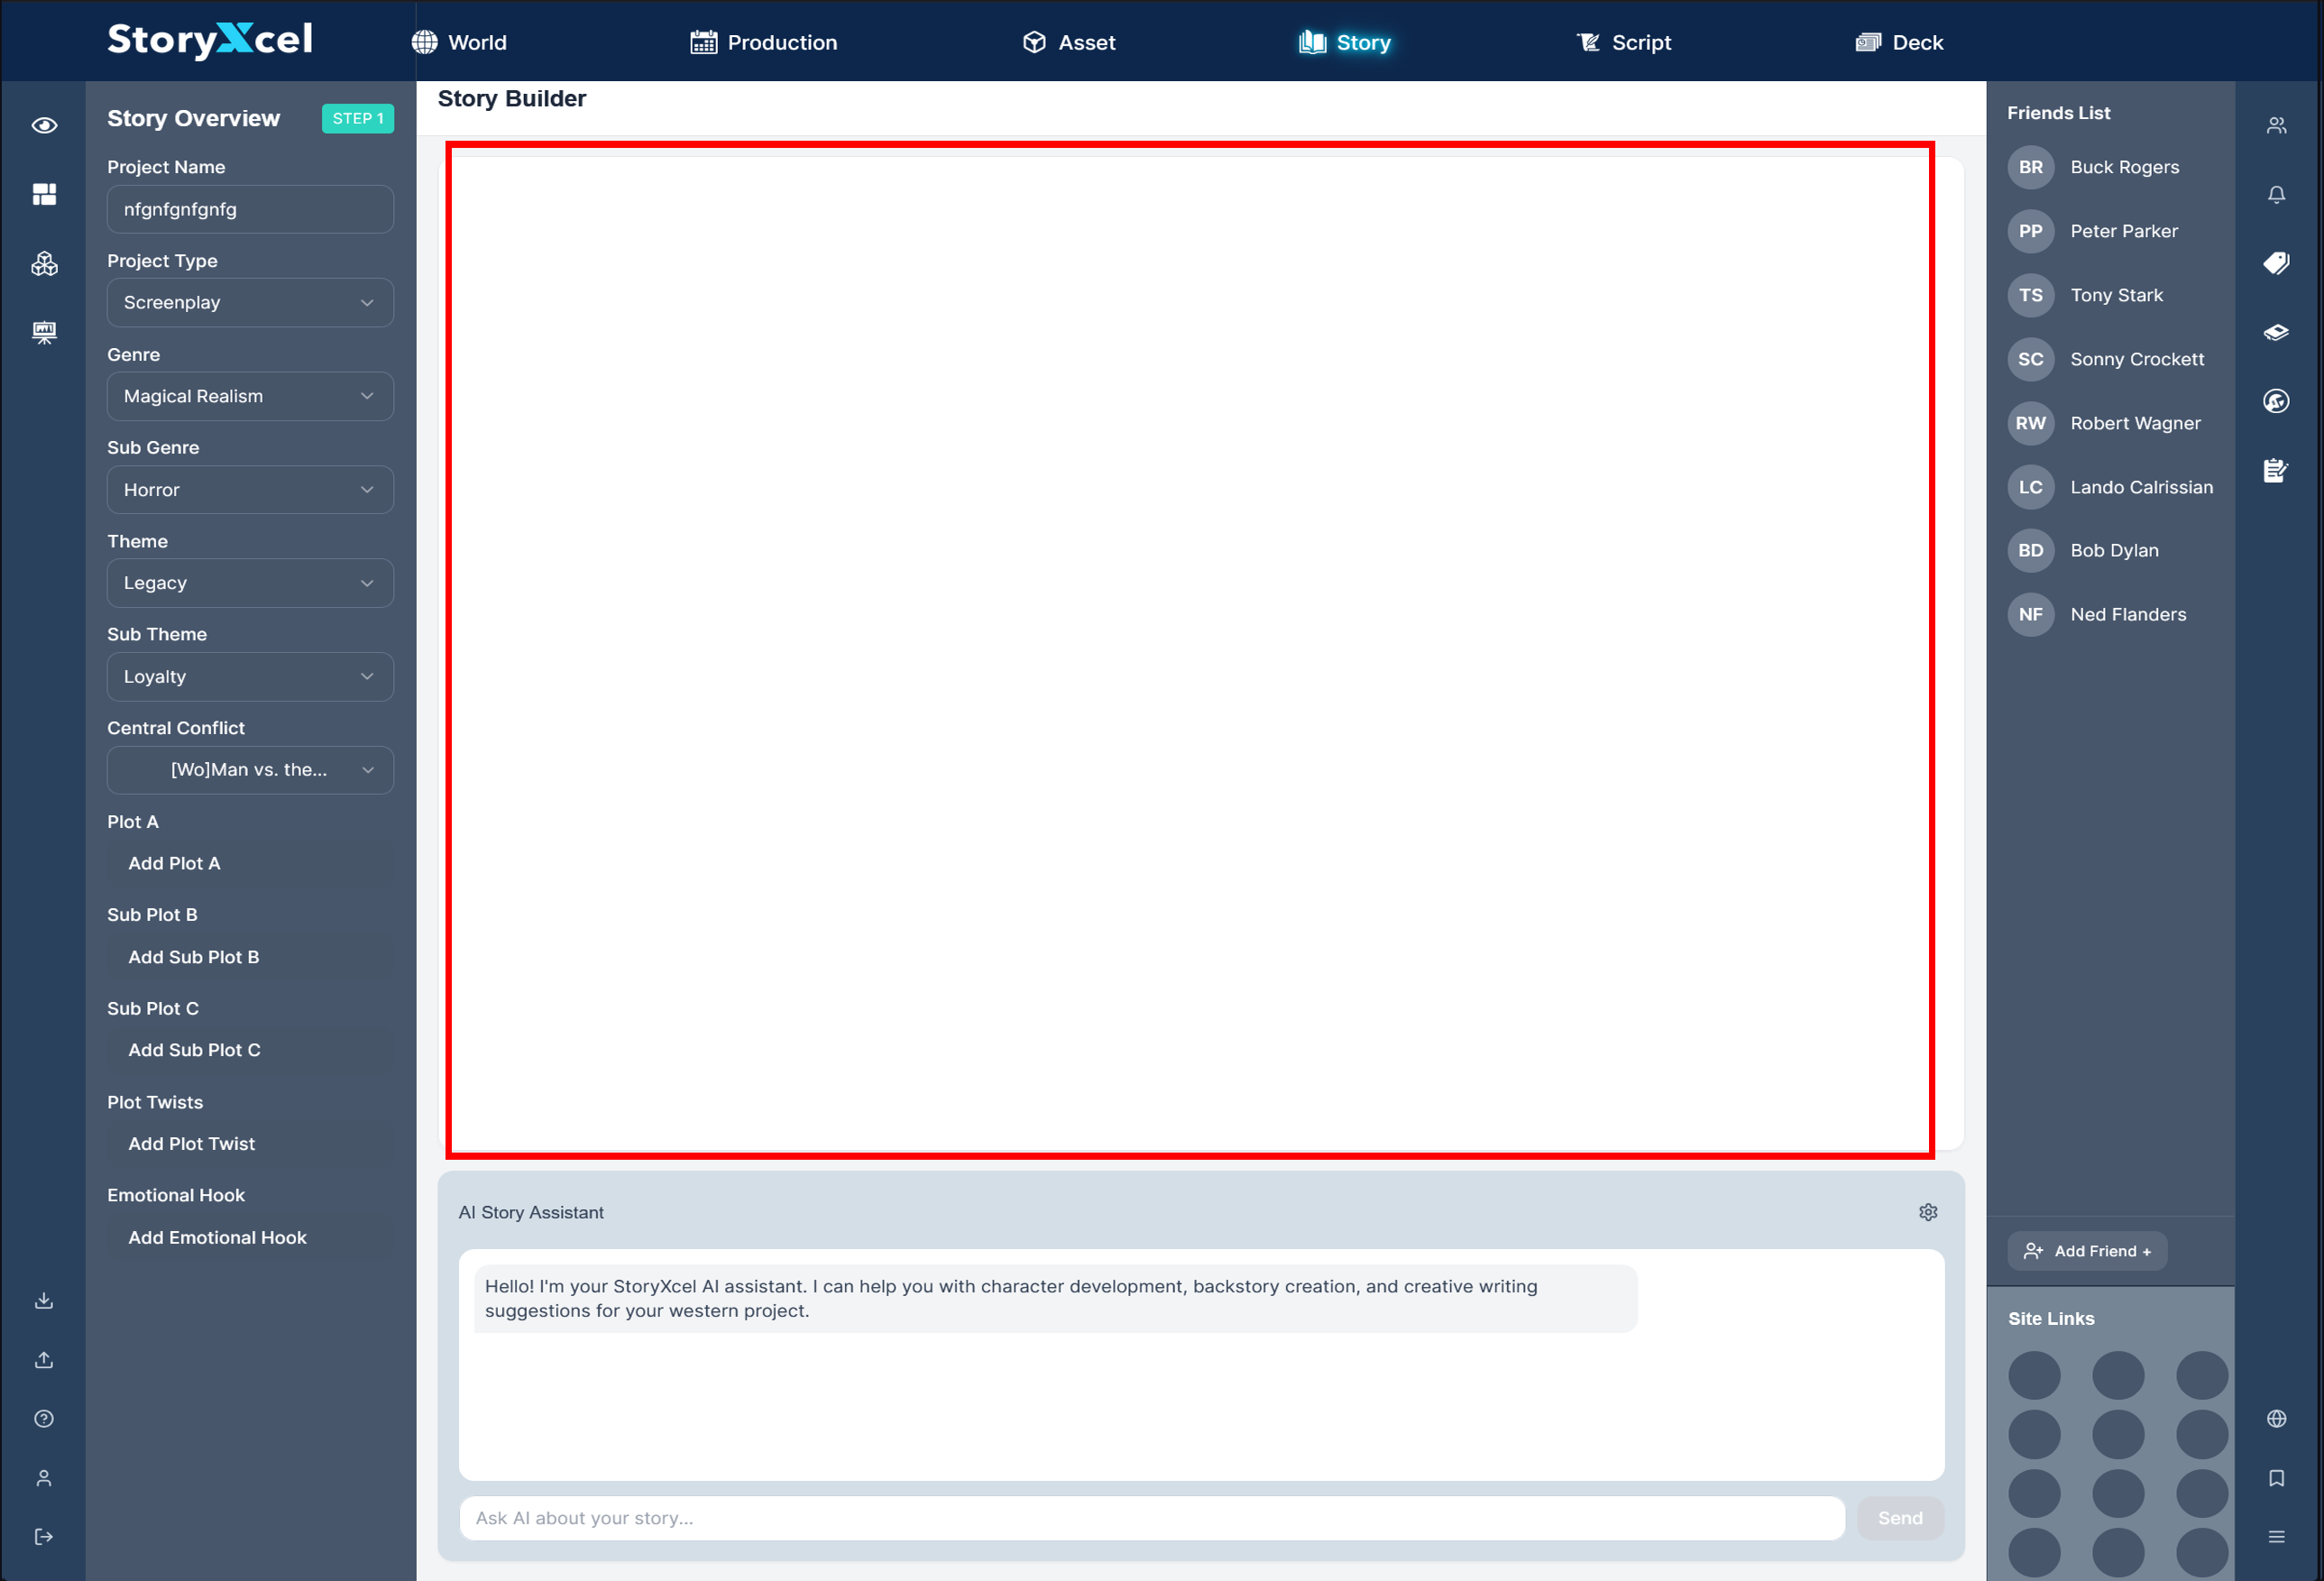 StoryXcel
World
Production
Asset
Story
Script
Deck
Story Overview
STEP 1
Project Name
nfgnfgnfgnfg
Project Type
Screenplay
Genre
Magical Realism
Sub Genre
Horror
Theme
Legacy
Sub Theme
Loyalty
Central Conflict
[Wo]Man vs. the...
Plot A
Add Plot A
Sub Plot B
Add Sub Plot B
Sub Plot C
Add Sub Plot C
Plot Twists
Add Plot Twist
Emotional Hook
Add Emotional Hook
Story Builder
AI Story Assistant
Hello! I'm your StoryXcel AI assistant. I can help you with character development, backstory creation, and creative writing
suggestions for your western project.
Ask AI about your story...
Send
Friends List
BR Buck Rogers
PP Peter Parker
TS Tony Stark
SC Sonny Crockett
RW Robert Wagner
LC Lando Calrissian
BD Bob Dylan
NF Ned Flanders
Add Friend +
Site Links